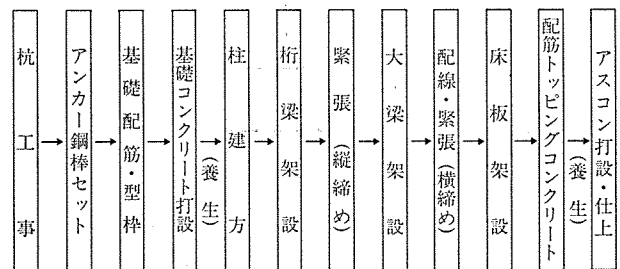 杭工事
アンカー鋼棒セット
基礎配筋・型枠
基礎コンクリート打設
(養生)
柱建方
桁梁架設
緊張(縦締め)
大梁架設
配線・緊張(横締め)
床板架設
配筋トッピングコンクリート
(養生)
アスコン打設・仕上